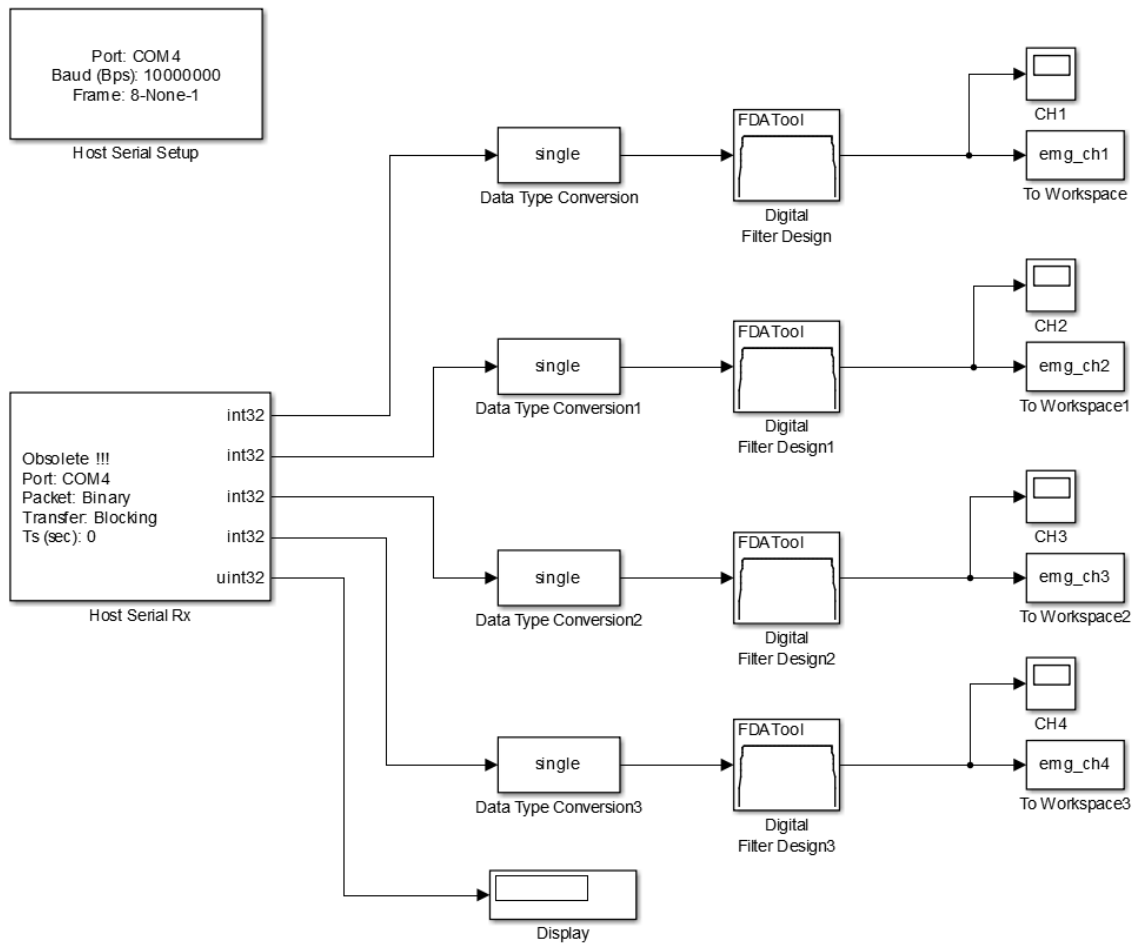 Port: COM4
Baud (Bps): 10000000
Frame: 8-None-1
Host Serial Setup
single
Data Type Conversion
FDATool
Digital
Filter Design
CH1
emg_ch1
To Workspace
single
Data Type Conversion1
FDATool
Digital
Filter Design1
CH2
emg_ch2
To Workspace1
int32
int32
int32
int32
uint32
Obsolete !!!
Port: COM4
Packet: Binary
Transfer: Blocking
Ts (sec): 0
Host Serial Rx
single
Data Type Conversion2
FDATool
Digital
Filter Design2
CH3
emg_ch3
To Workspace2
single
Data Type Conversion3
FDATool
Digital
Filter Design3
CH4
emg_ch4
To Workspace3
Display